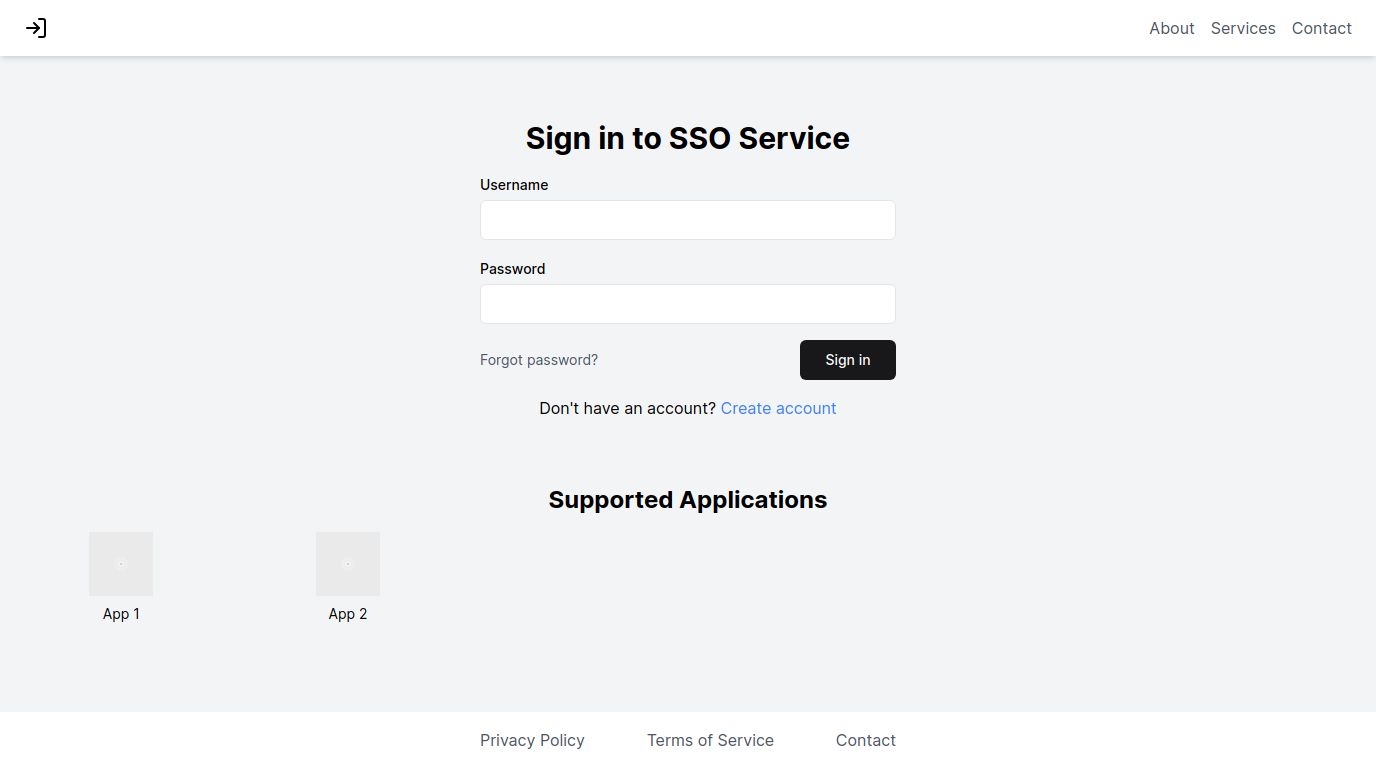 About Services Contact
Sign in to SSO Service
Username
Password
Forgot password? Sign in
Don't have an account? Create account
Supported Applications
App 1 App 2
Privacy Policy Terms of Service Contact